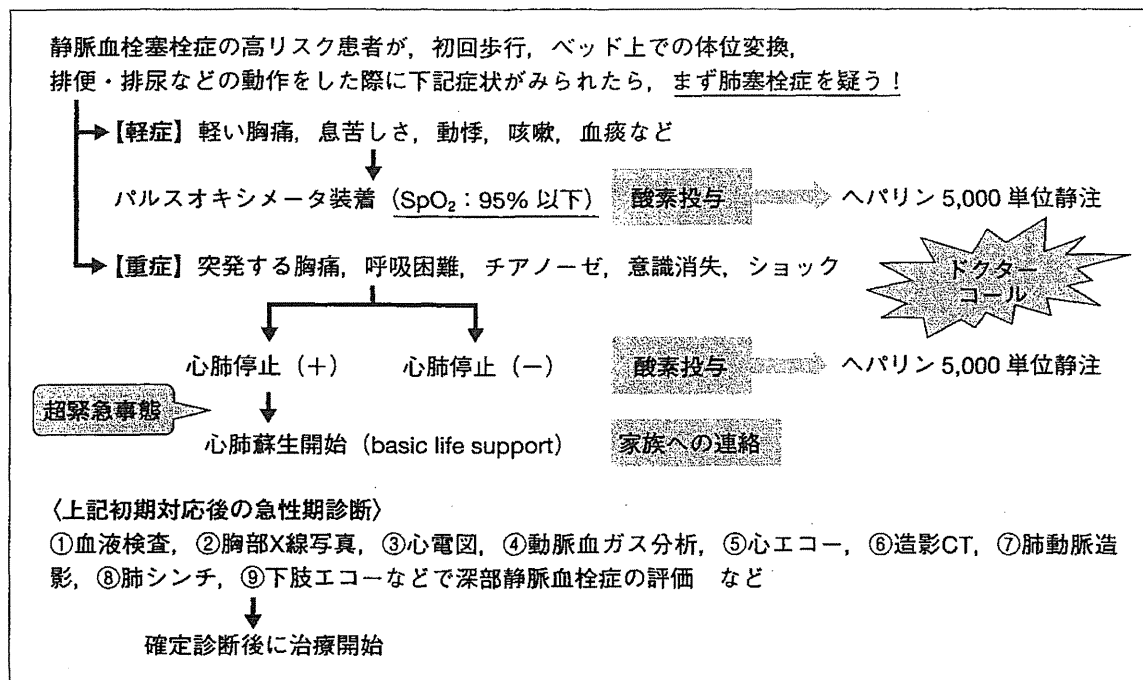 静脈血栓塞栓症の高リスク患者が，初回歩行，ベッド上での体位変換，
排便・排尿などの動作をした際に下記症状がみられたら，まず肺塞栓症を疑う！
【軽症】軽い胸痛，息苦しさ，動悸，咳嗽，血痰など
パルスオキシメータ装着（SpO₂：95% 以下） 酸素投与 ヘパリン 5,000 単位静注
【重症】突発する胸痛，呼吸困難，チアノーゼ，意識消失，ショック
ドクター
コール
心肺停止（＋） 心肺停止（－） 酸素投与 ヘパリン 5,000 単位静注
超緊急事態
心肺蘇生開始（basic life support） 家族への連絡
〈上記初期対応後の急性期診断〉
①血液検査，②胸部X線写真，③心電図，④動脈血ガス分析，⑤心エコー，⑥造影CT，⑦肺動脈造
影，⑧肺シンチ，⑨下肢エコーなどで深部静脈血栓症の評価　など
確定診断後に治療開始